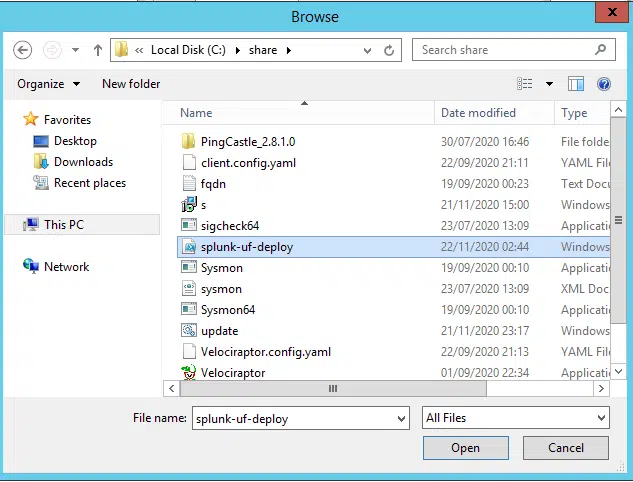 Browse
« Local Disk (C:) share
Search share
Organize New folder
Name Date modified Type
Favorites
Desktop
Downloads
Recent places
This PC
Network
PingCastle_2.8.1.0 30/07/2020 16:46 File folde
client.config.yaml 22/09/2020 21:11 YAML File
fqdn 19/09/2020 00:23 Text Docu
s 21/11/2020 15:00 Windows
sigcheck64 23/07/2020 13:09 Applicatio
splunk-uf-deploy 22/11/2020 02:44 Windows
Sysmon 19/09/2020 00:10 Applicatio
sysmon 23/07/2020 13:09 XML Doc
Sysmon64 19/09/2020 00:10 Applicatio
update 21/11/2020 23:17 Windows
Velociraptor.config.yaml 22/09/2020 21:13 YAML File
Velociraptor 01/09/2020 22:34 Applicatio
File name: splunk-uf-deploy All Files
Open Cancel